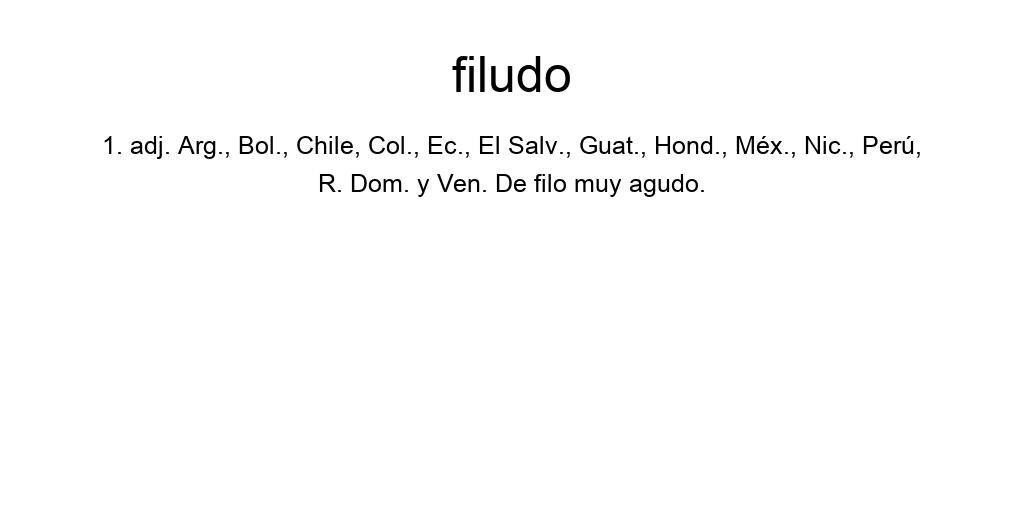 filudo
1. adj. Arg., Bol., Chile, Col., Ec., El Salv., Guat., Hond., Méx., Nic., Perú,
R. Dom. y Ven. De filo muy agudo.